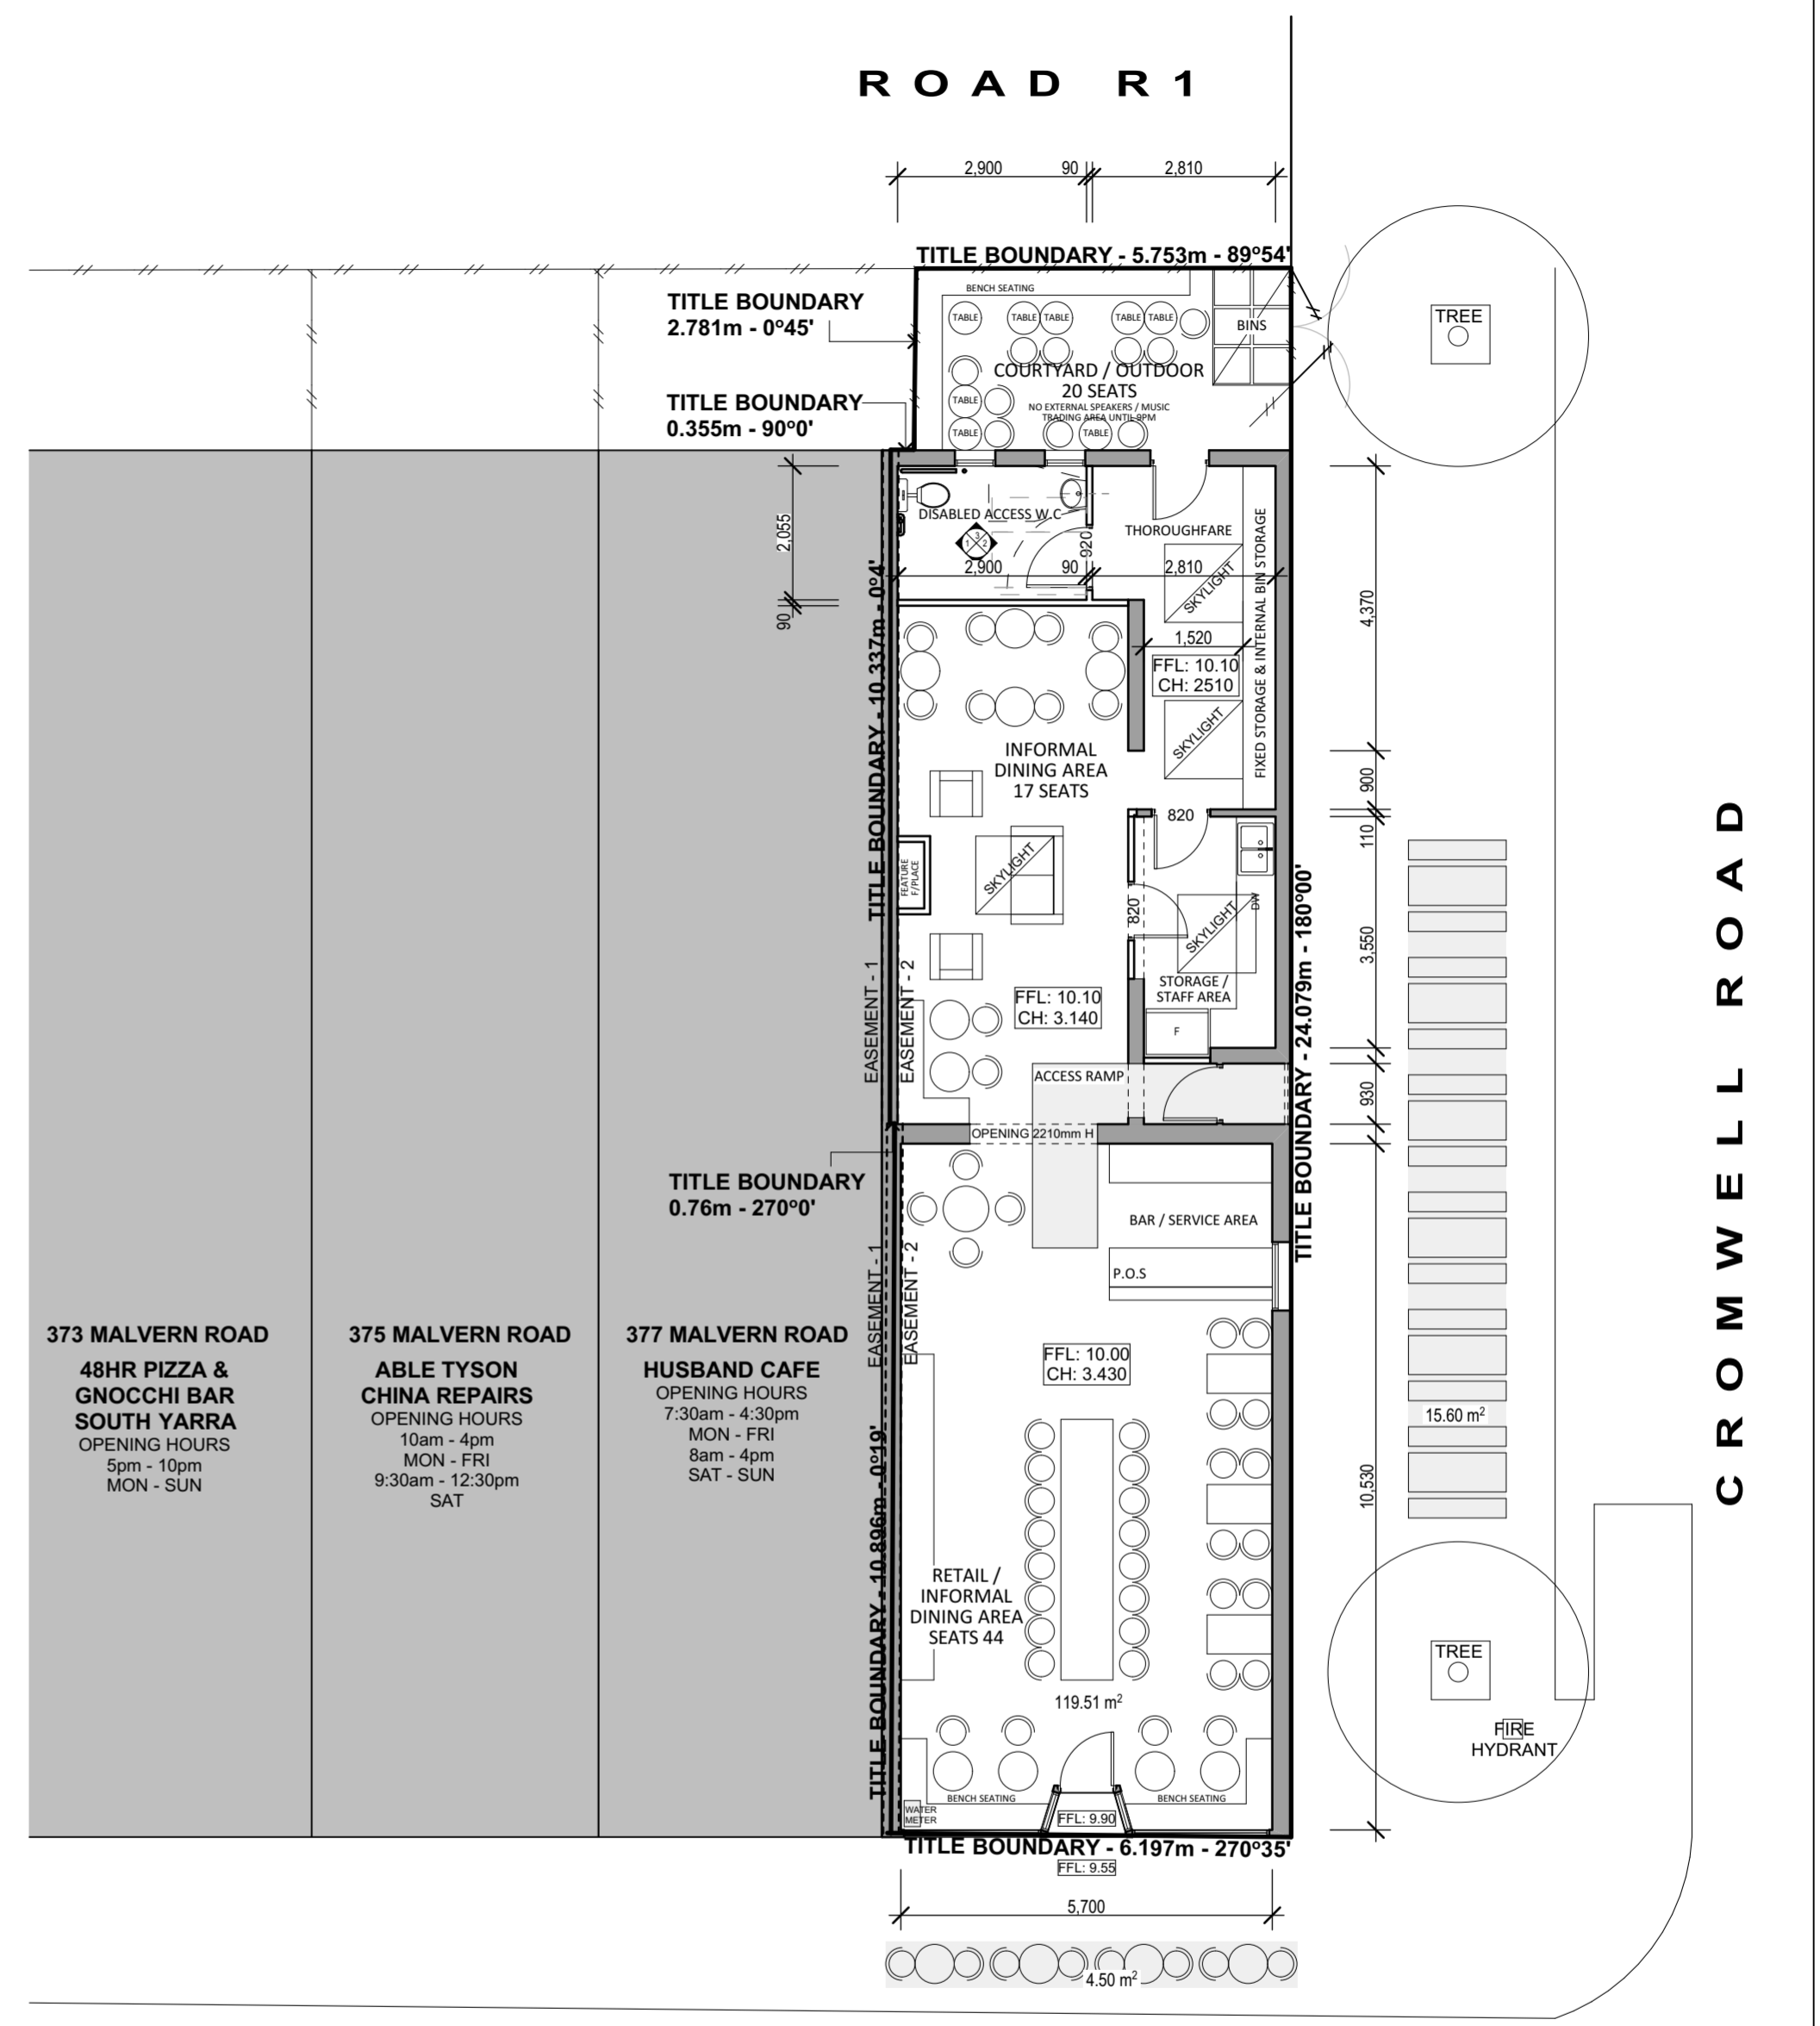 ROAD R1
2,900
90
2,810
TITLE BOUNDARY - 5.753m - 89º54'
TITLE BOUNDARY
2.781m - 0º45'
BENCH SEATING
TABLE
TABLE
TABLE
TABLE
TABLE
BINS
TREE
COURTYARD / OUTDOOR
20 SEATS
NO EXTERNAL SPEAKERS / MUSIC
TRADING AREA UNTIL 9PM
TABLE
TABLE
TABLE
TITLE BOUNDARY
0.355m - 90º0'
2,055
90
DISABLED ACCESS W.C
1
3
2
920
THOROUGHFARE
2,900
90
2,810
SKYLIGHT
FIXED STORAGE & INTERNAL BIN STORAGE
4,370
TITLE BOUNDARY - 10.337m - 0º4'
1,520
FFL: 10.10
CH: 2510
SKYLIGHT
INFORMAL
DINING AREA
17 SEATS
900
820
110
FEATURE
F/PLACE
SKYLIGHT
820
SKYLIGHT
DW
3,550
TITLE BOUNDARY - 24.079m - 180º00'
CROMWELL ROAD
EASEMENT - 1
EASEMENT - 2
STORAGE /
STAFF AREA
FFL: 10.10
CH: 3.140
F
ACCESS RAMP
930
OPENING 2210mm H
TITLE BOUNDARY
0.76m - 270º0'
BAR / SERVICE AREA
P.O.S
EASEMENT - 1
EASEMENT - 2
373 MALVERN ROAD
48HR PIZZA &
GNOCCHI BAR
SOUTH YARRA
OPENING HOURS
5pm - 10pm
MON - SUN
375 MALVERN ROAD
ABLE TYSON
CHINA REPAIRS
OPENING HOURS
10am - 4pm
MON - FRI
9:30am - 12:30pm
SAT
377 MALVERN ROAD
HUSBAND CAFE
OPENING HOURS
7:30am - 4:30pm
MON - FRI
8am - 4pm
SAT - SUN
FFL: 10.00
CH: 3.430
15.60 m²
10,530
TITLE BOUNDARY - 10.896m - 0º19'
RETAIL /
INFORMAL
DINING AREA
SEATS 44
119.51 m²
TREE
FIRE
HYDRANT
BENCH SEATING
BENCH SEATING
WATER
METER
FFL: 9.90
TITLE BOUNDARY - 6.197m - 270º35'
FFL: 9.55
5,700
4.50 m²